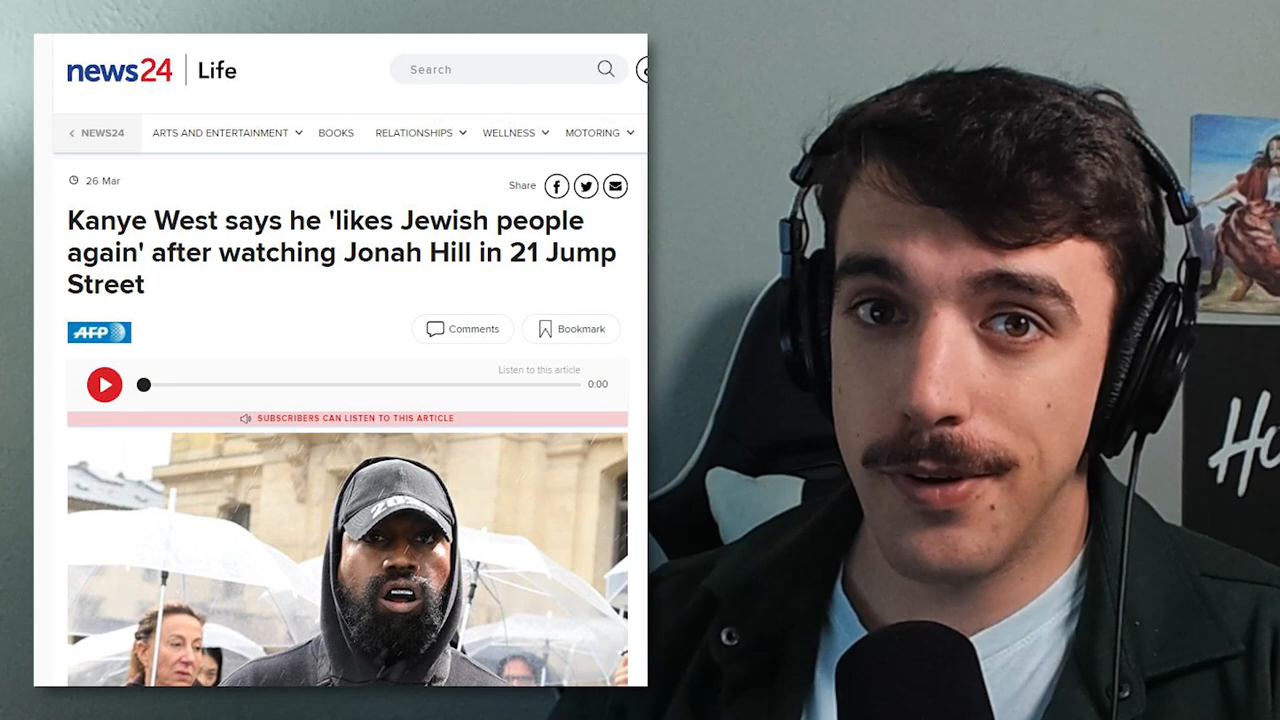 news24 | Life
Search
NEWS24
ARTS AND ENTERTAINMENT
BOOKS
RELATIONSHIPS
WELLNESS
MOTORING
26 Mar
Share
Kanye West says he 'likes Jewish people
again' after watching Jonah Hill in 21 Jump
Street
AFP
Comments
Bookmark
Listen to this article
0:00
SUBSCRIBERS CAN LISTEN TO THIS ARTICLE